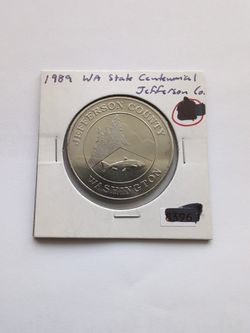 1989 WA State Centennial
Jefferson Co.
JEFFERSON COUNTY
WASHINGTON